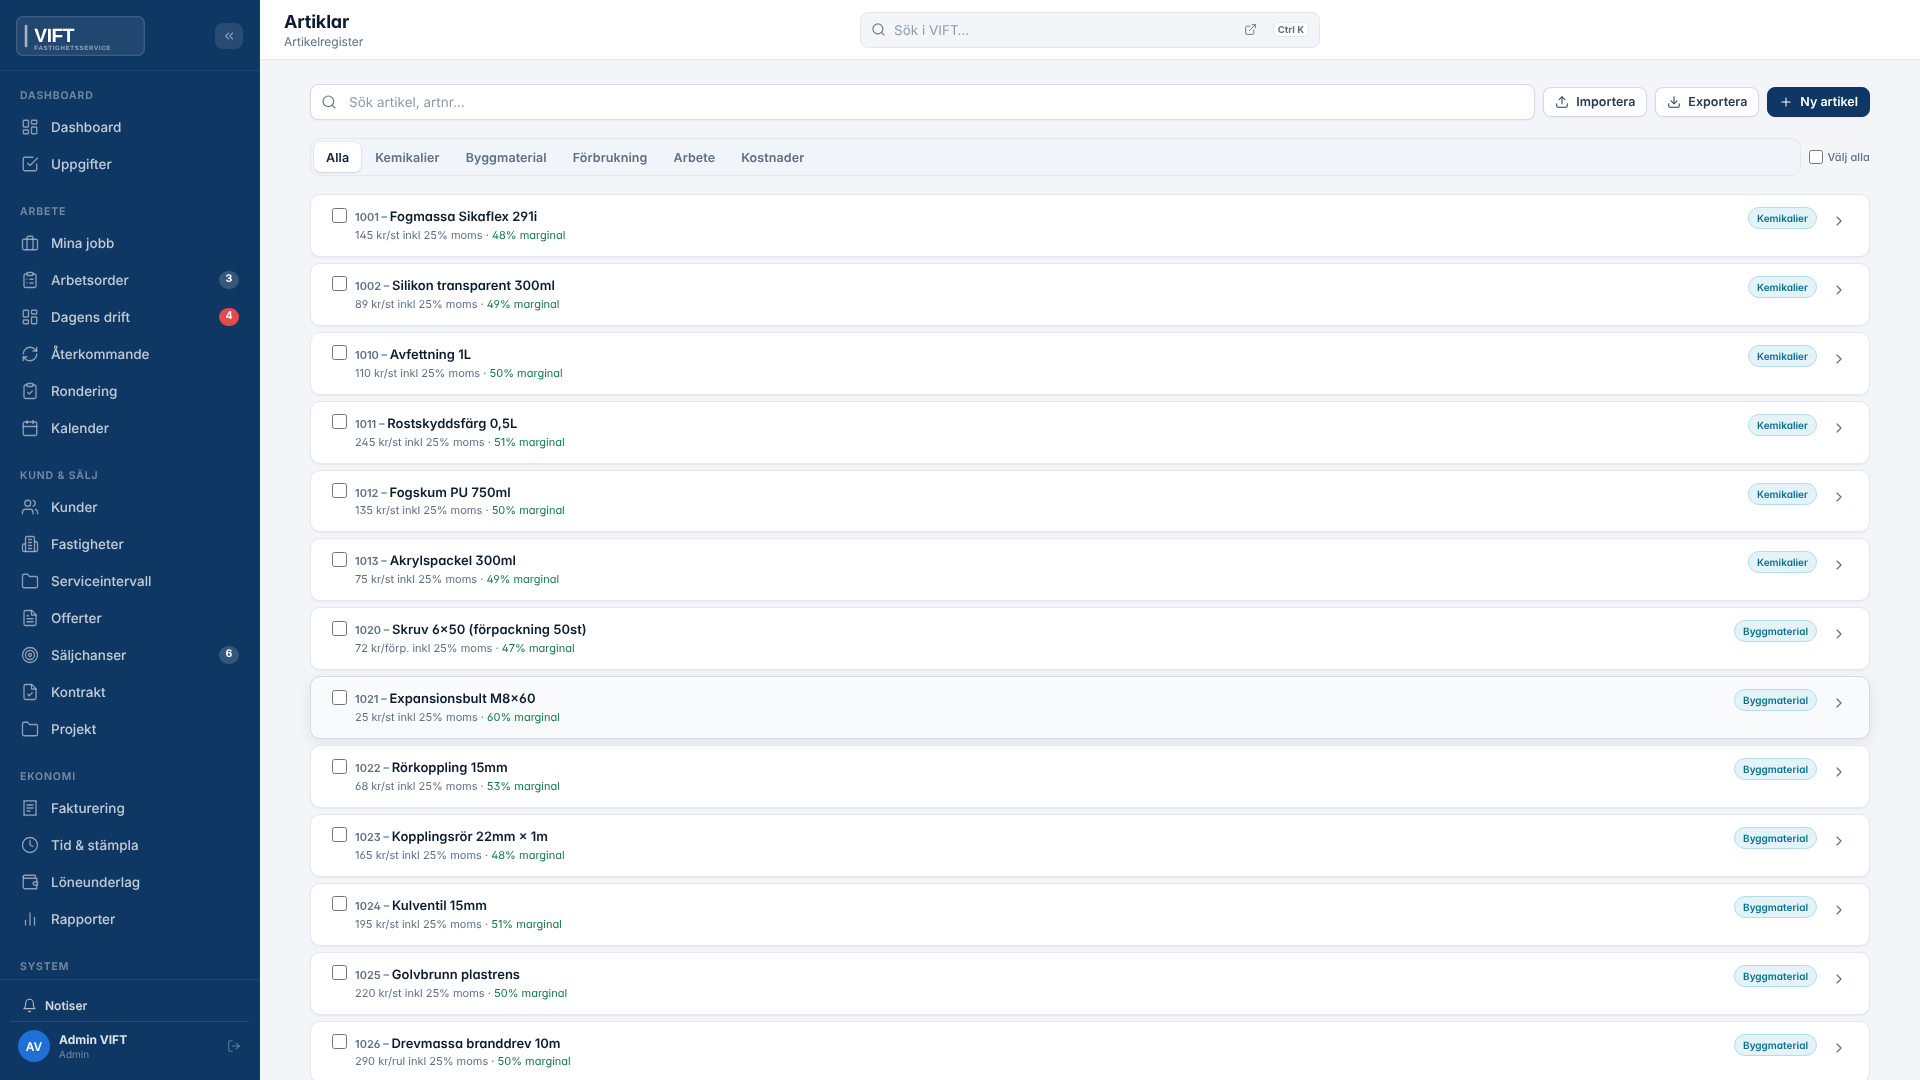 VIFT
FASTIGHETSSERVICE
DASHBOARD
Dashboard
Uppgifter
ARBETE
Mina jobb
Arbetsorder 3
Dagens drift 4
Återkommande
Rondering
Kalender
KUND & SÄLJ
Kunder
Fastigheter
Serviceintervall
Offerter
Säljchanser 6
Kontrakt
Projekt
EKONOMI
Fakturering
Tid & stämpla
Löneunderlag
Rapporter
SYSTEM
Notiser
AV
Admin VIFT
Admin
Artiklar
Artikelregister
Sök i VIFT... Ctrl K
Sök artikel, artnr... Importera Exportera Ny artikel
Alla Kemikalier Byggmaterial Förbrukning Arbete Kostnader Välj alla
1001 – Fogmassa Sikaflex 291i Kemikalier
145 kr/st inkl 25% moms · 48% marginal
1002 – Silikon transparent 300ml Kemikalier
89 kr/st inkl 25% moms · 49% marginal
1010 – Avfettning 1L Kemikalier
110 kr/st inkl 25% moms · 50% marginal
1011 – Rostskyddsfärg 0,5L Kemikalier
245 kr/st inkl 25% moms · 51% marginal
1012 – Fogskum PU 750ml Kemikalier
135 kr/st inkl 25% moms · 50% marginal
1013 – Akrylspackel 300ml Kemikalier
75 kr/st inkl 25% moms · 49% marginal
1020 – Skruv 6×50 (förpackning 50st) Byggmaterial
72 kr/förp. inkl 25% moms · 47% marginal
1021 – Expansionsbult M8×60 Byggmaterial
25 kr/st inkl 25% moms · 60% marginal
1022 – Rörkoppling 15mm Byggmaterial
68 kr/st inkl 25% moms · 53% marginal
1023 – Kopplingsrör 22mm × 1m Byggmaterial
165 kr/st inkl 25% moms · 48% marginal
1024 – Kulventil 15mm Byggmaterial
195 kr/st inkl 25% moms · 51% marginal
1025 – Golvbrunn plastrens Byggmaterial
220 kr/st inkl 25% moms · 50% marginal
1026 – Drevmassa branddrev 10m Byggmaterial
290 kr/rul inkl 25% moms · 50% marginal